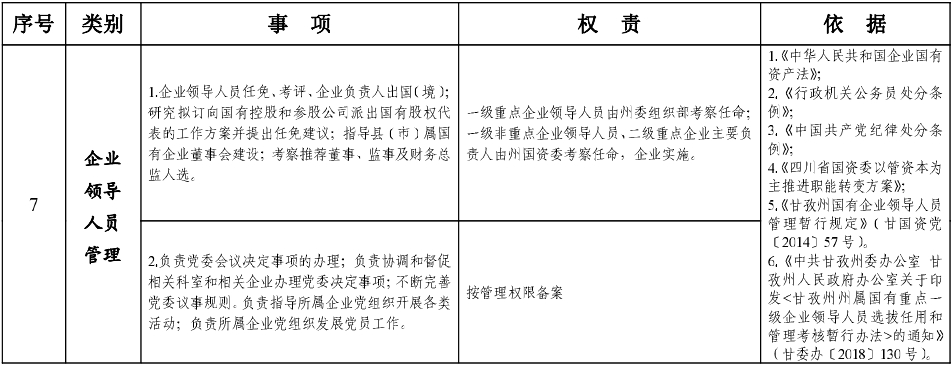 序号 类别 事 项 权 责 依 据
7
企业
领导
人员
管理
1.企业领导人员任免、考评、企业负责人出国(境);
研究拟订向国有控股和参股公司派出国有股权代
表的工作方案并提出任免建议；指导县(市)属国
有企业董事会建设；考察推荐董事、监事及财务总
监人选。
一级重点企业领导人员由州委组织部考察任命；
一级非重点企业领导人员、二级重点企业主要负
责人由州国资委考察任命，企业实施。
2.负责党委会议决定事项的办理；负责协调和督促
相关科室和相关企业办理党委决定事项；不断完善
党委议事规则。负责指导所属企业党组织开展各类
活动；负责所属企业党组织发展党员工作。
按管理权限备案
1.《中华人民共和国企业国有
资产法》;
2.《行政机关公务员处分条
例》;
3.《中国共产党纪律处分条
例》;
4.《四川省国资委以管资本为
主推进职能转变方案》;
5.《甘孜州国有企业领导人员
管理暂行规定》(甘国资党
〔2014〕57号)。
6.《中共甘孜州委办公室 甘
孜州人民政府办公室关于印
发<甘孜州州属国有重点一
级企业领导人员选拔任用和
管理考核暂行办法>的通知》
(甘委办〔2018〕130号)。